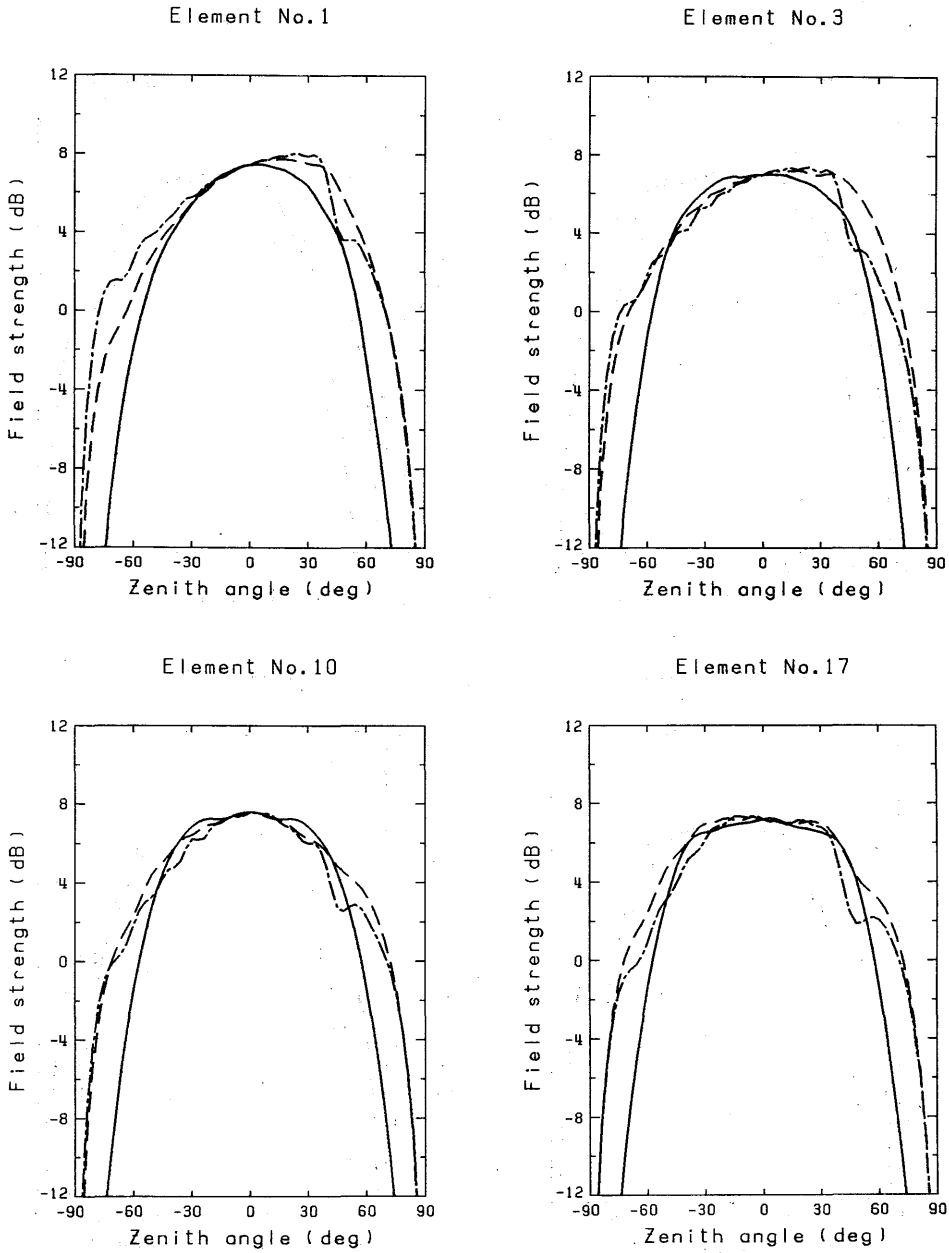 Element No.1
Element No.3
Field strength (dB)
12
8
4
0
-4
-8
-12
-90 -60 -30 0 30 60 90
Zenith angle (deg)
Field strength (dB)
12
8
4
0
-4
-8
-12
-90 -60 -30 0 30 60 90
Zenith angle (deg)
Element No.10
Element No.17
Field strength (dB)
12
8
4
0
-4
-8
-12
-90 -60 -30 0 30 60 90
Zenith angle (deg)
Field strength (dB)
12
8
4
0
-4
-8
-12
-90 -60 -30 0 30 60 90
Zenith angle (deg)